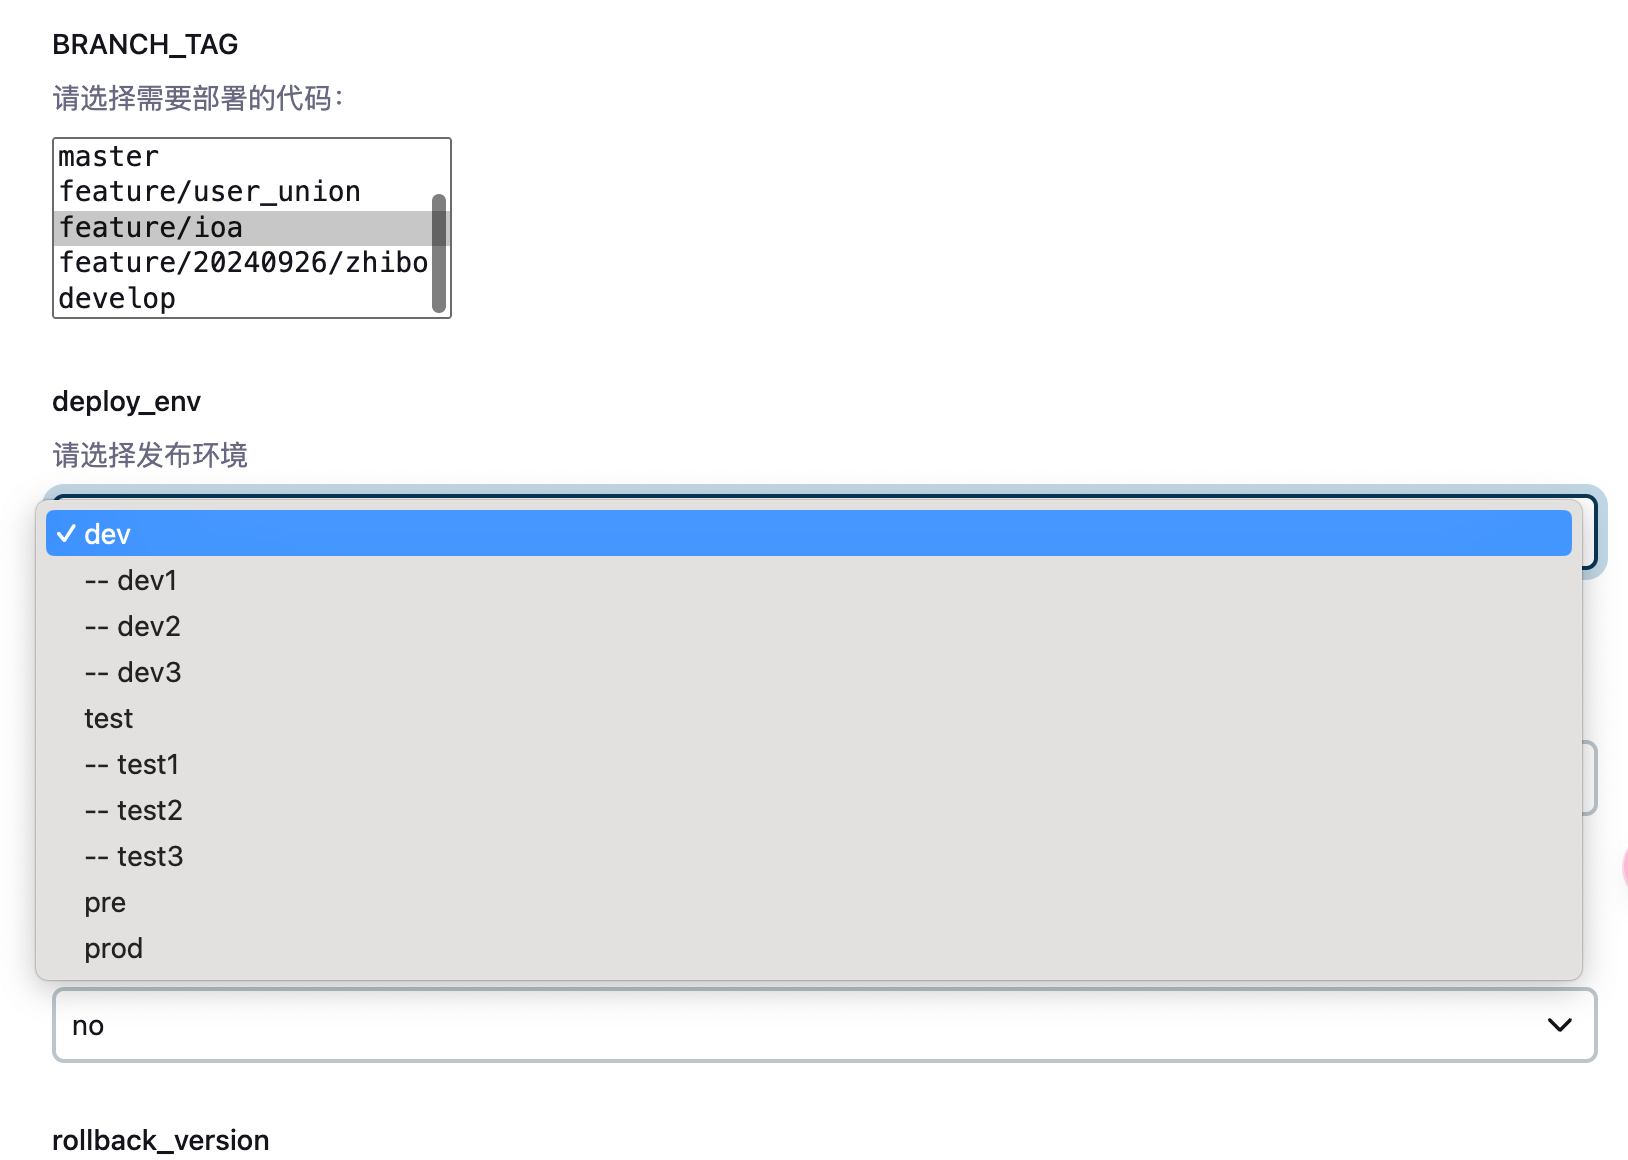 BRANCH_TAG
请选择需要部署的代码：
master
feature/user_union
feature/ioa
feature/20240926/zhibo
develop
deploy_env
请选择发布环境
dev
-- dev1
-- dev2
-- dev3
test
-- test1
-- test2
-- test3
pre
prod
no
rollback_version